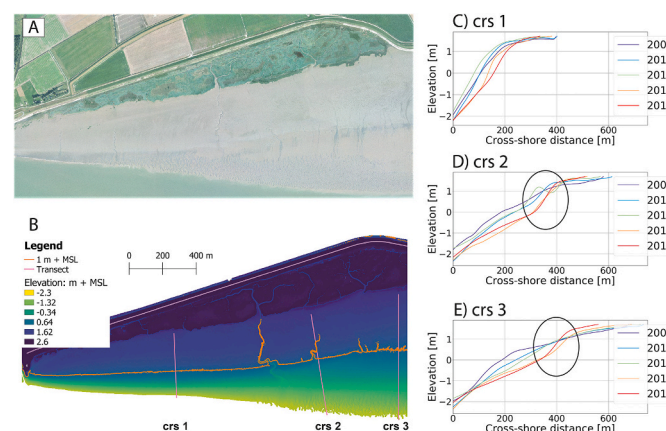 A
B
Legend
1 m + MSL
Transect
Elevation: m + MSL
-2.3
-1.32
-0.34
0.64
1.62
2.6
0 200 400 m
crs 1
crs 2
crs 3
C) crs 1
Elevation [m]
1
0
−1
−2
0 200 400 600
Cross-shore distance [m]
200
201
201
201
201
D) crs 2
Elevation [m]
1
0
−1
−2
0 200 400 600
Cross-shore distance [m]
200
201
201
201
201
E) crs 3
Elevation [m]
1
0
−1
−2
0 200 400 600
Cross-shore distance [m]
200
201
201
201
201